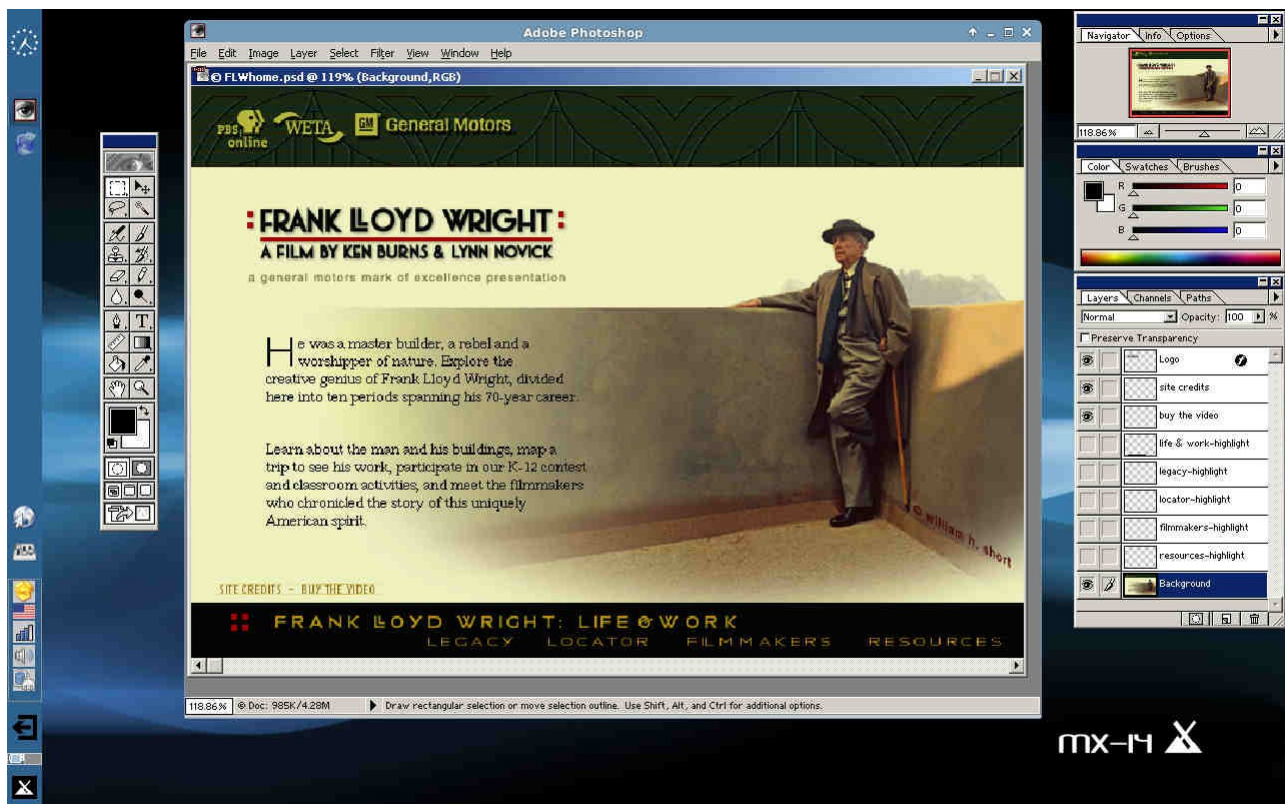 Adobe Photoshop
File Edit Image Layer Select Filter View Window Help
© FLWhome.psd @ 119% (Background,RGB)
PBS online WETA GM General Motors
FRANK LLOYD WRIGHT
A FILM BY KEN BURNS & LYNN NOVICK
a general motors mark of excellence presentation
He was a master builder, a rebel and a
worshipper of nature. Explore the
creative genius of Frank Lloyd Wright, divided
here into ten periods spanning his 70-year career.
Learn about the man and his buildings, map a
trip to see his work, participate in our K-12 contest
and classroom activities, and meet the filmmakers
who chronicled the story of this uniquely
American spirit.
© william h. short
SITE CREDITS - BUY THE VIDEO
FRANK LLOYD WRIGHT: LIFE & WORK
LEGACY LOCATOR FILMMAKERS RESOURCES
118.86% © Doc: 985K/4.28M Draw rectangular selection or move selection outline. Use Shift, Alt, and Ctrl for additional options.
Navigator Info Options
118.86%
Color Swatches Brushes
R 0
G 0
B 0
Layers Channels Paths
Normal Opacity: 100 %
Preserve Transparency
Logo
site credits
buy the video
life & work-highlight
legacy-highlight
locator-highlight
filmmakers-highlight
resources-highlight
Background
mx-14